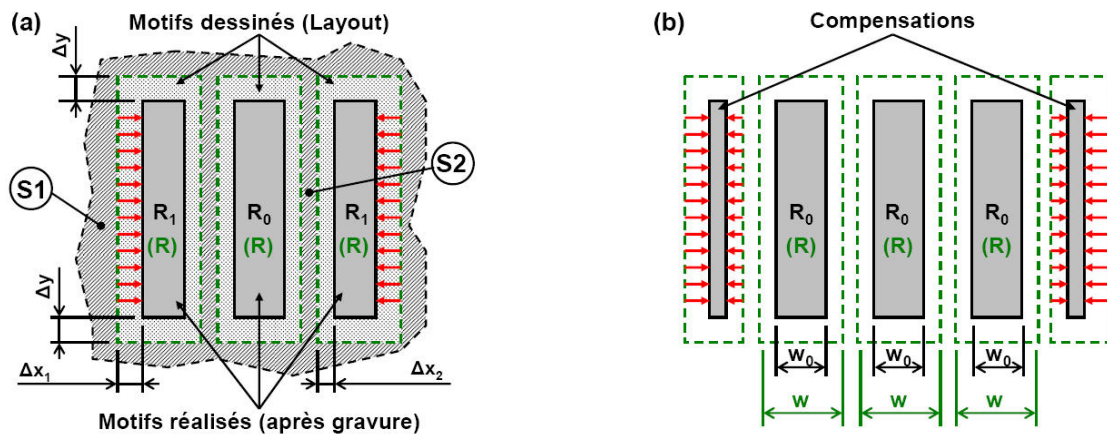 (a)
Motifs dessinés (Layout)
Δy
S1
S2
R₁
(R)
R₀
(R)
R₁
(R)
Δy
Δx₁
Δx₂
Motifs réalisés (après gravure)
(b)
Compensations
R₀
(R)
R₀
(R)
R₀
(R)
w₀
w₀
w₀
w
w
w